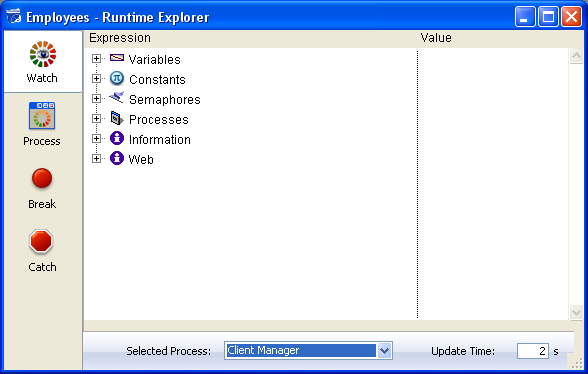 Employees - Runtime Explorer
Expression Value
Watch
Variables
Constants
Semaphores
Processes
Information
Web
Process
Break
Catch
Selected Process: Client Manager Update Time: 2 s